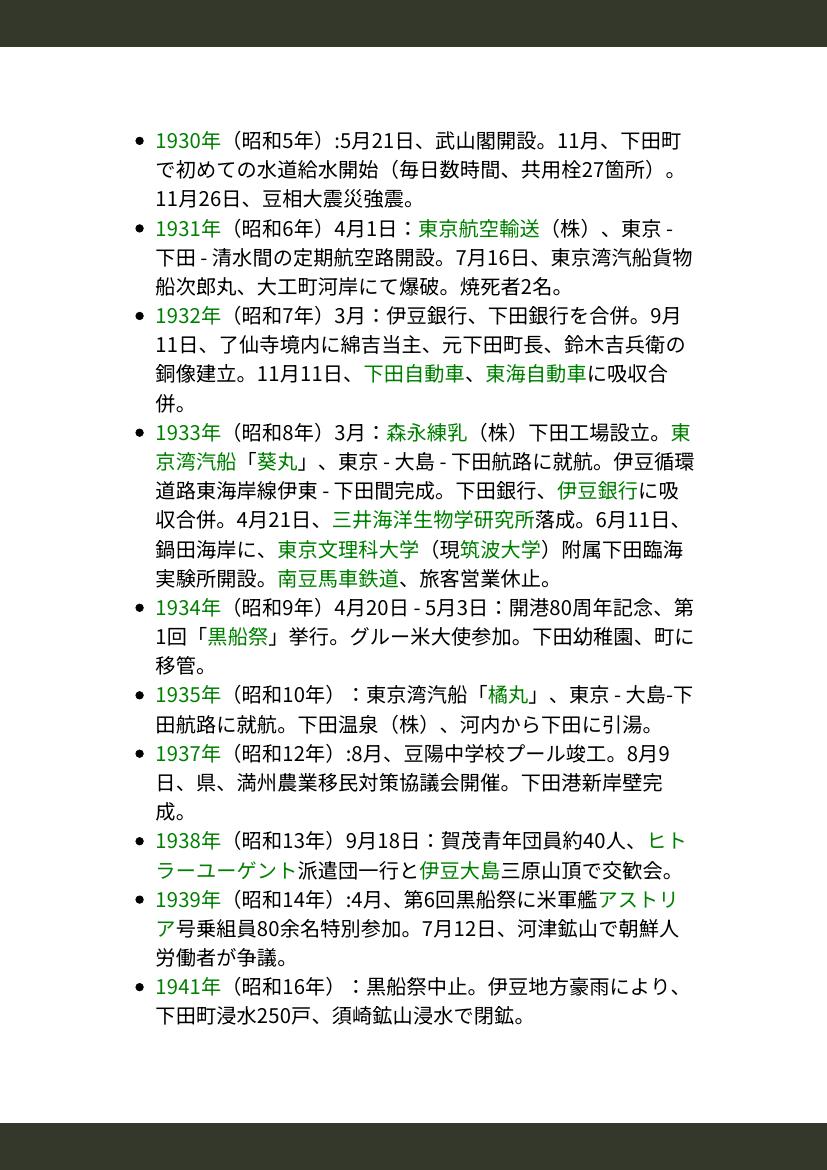 1930年（昭和5年）:5月21日、武山閣開設。11月、下田町
で初めての水道給水開始（毎日数時間、共用栓27箇所）。
11月26日、豆相大震災強震。
1931年（昭和6年）4月1日：東京航空輸送（株）、東京 -
下田 - 清水間の定期航空路開設。7月16日、東京湾汽船貨物
船次郎丸、大工町河岸にて爆破。焼死者2名。
1932年（昭和7年）3月：伊豆銀行、下田銀行を合併。9月
11日、了仙寺境内に綿吉当主、元下田町長、鈴木吉兵衛の
銅像建立。11月11日、下田自動車、東海自動車に吸収合
併。
1933年（昭和8年）3月：森永練乳（株）下田工場設立。東
京湾汽船「葵丸」、東京 - 大島 - 下田航路に就航。伊豆循環
道路東海岸線伊東 - 下田間完成。下田銀行、伊豆銀行に吸
収合併。4月21日、三井海洋生物学研究所落成。6月11日、
鍋田海岸に、東京文理科大学（現筑波大学）附属下田臨海
実験所開設。南豆馬車鉄道、旅客営業休止。
1934年（昭和9年）4月20日 - 5月3日：開港80周年記念、第
1回「黒船祭」挙行。グルー米大使参加。下田幼稚園、町に
移管。
1935年（昭和10年）：東京湾汽船「橘丸」、東京 - 大島-下
田航路に就航。下田温泉（株）、河内から下田に引湯。
1937年（昭和12年）:8月、豆陽中学校プール竣工。8月9
日、県、満州農業移民対策協議会開催。下田港新岸壁完
成。
1938年（昭和13年）9月18日：賀茂青年団員約40人、ヒト
ラーユーゲント派遣団一行と伊豆大島三原山頂で交歓会。
1939年（昭和14年）:4月、第6回黒船祭に米軍艦アストリ
ア号乗組員80余名特別参加。7月12日、河津鉱山で朝鮮人
労働者が争議。
1941年（昭和16年）：黒船祭中止。伊豆地方豪雨により、
下田町浸水250戸、須崎鉱山浸水で閉鉱。